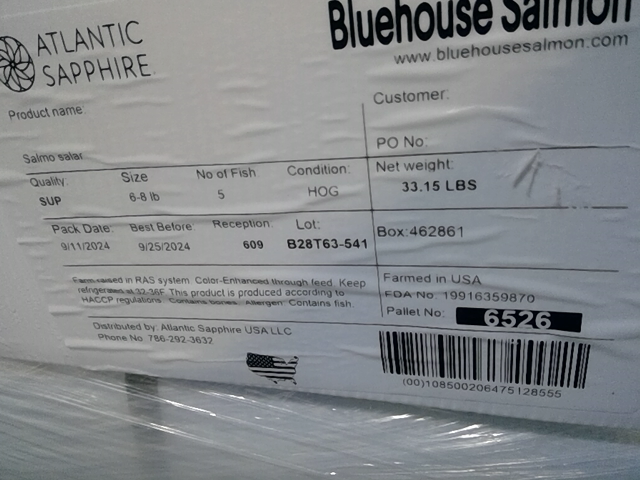 ATLANTIC
SAPPHIRE.
Bluehouse Salmon
www.bluehousesalmon.com
Product name:
Customer:
PO No:
Salmo salar
Quality: Size No of Fish Condition: Net weight:
SUP 6-8 lb 5 HOG 33.15 LBS
Pack Date: Best Before: Reception: Lot: Box:462861
9/11/2024 9/25/2024 609 B28T63-541
Farm raised in RAS system. Color-Enhanced through feed. Keep
refrigerated at 32-36F This product is produced according to
HACCP regulations. Contains bones. Allergen: Contains fish.
Farmed in USA
FDA No: 19916359870
Pallet No: 6526
Distributed by: Atlantic Sapphire USA LLC
Phone No 786-292-3632
(00)108500206475128555